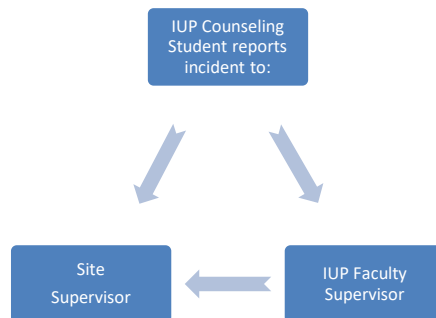 IUP Counseling
Student reports
incident to:
Site
Supervisor
IUP Faculty
Supervisor